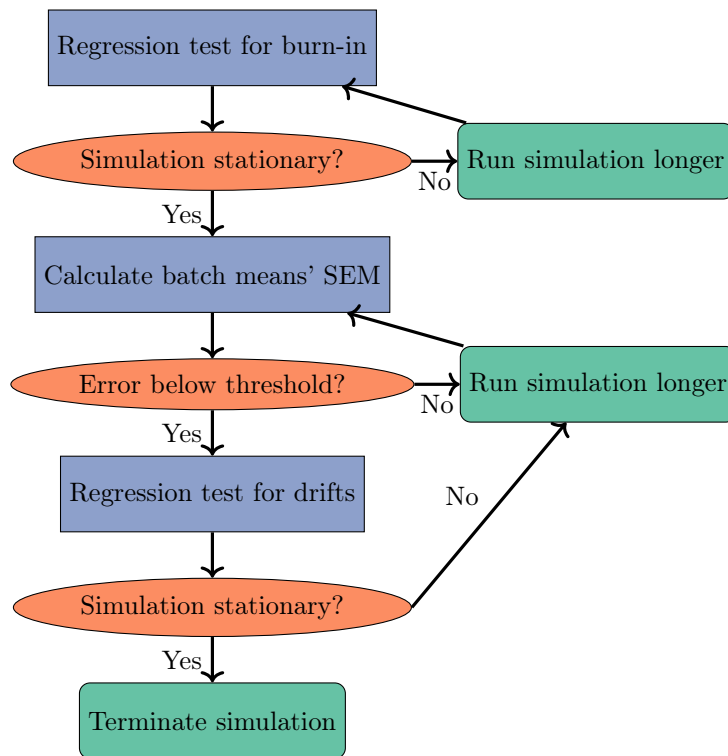 Regression test for burn-in
Simulation stationary?
No
Run simulation longer
Yes
Calculate batch means’ SEM
Error below threshold?
No
Run simulation longer
Yes
Regression test for drifts
No
Simulation stationary?
Yes
Terminate simulation